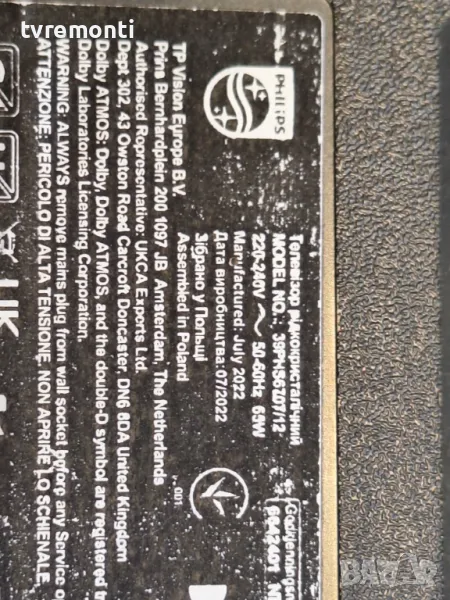 tvremonti
PHILIPS
Телевізор рідкокристалічний
MODEL NO.: 39PHS6707/12
220-240V ~ 50-60Hz 65W
Manufactured: July 2022
Дата виробництва: 07/2022
Зібрано у Польщі
Assembled in Poland
TP Vision Europe B.V.
Prins Bernhardplein 200 1097 JB Amsterdam, The Netherlands
Authorised Representative: UKCA Exports Ltd.
Dept 302, 43 Owston Road Carcroft Doncaster, DN6 8DA United Kingdom
Dolby ATMOS: Dolby, Dolby ATMOS, and the double-D symbol are registered
Dolby Laboratories Licensing Corporation.
WARNING: ALWAYS remove mains plug from wall socket before any Service o
ATTENZIONE: PERICOLO DI ALTA TENSIONE. NON APRIRE LO SCHIENALE.
UK
-001
bazar